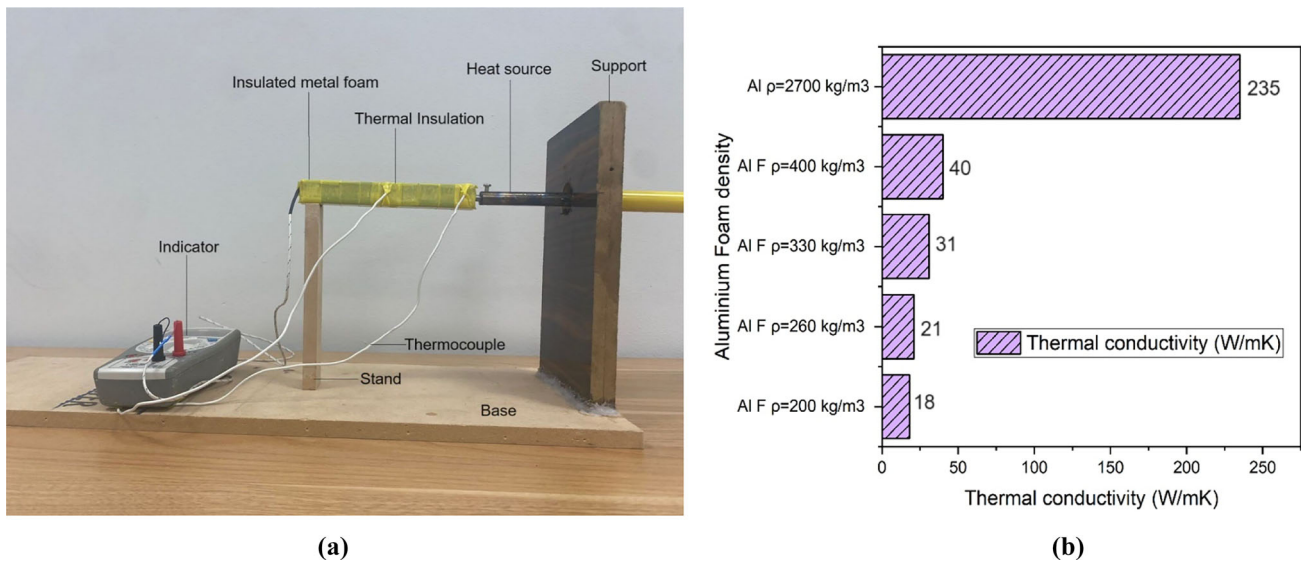 Insulated metal foam
Heat source
Support
Thermal Insulation
Indicator
Thermocouple
Stand
Base
(a)
Aluminium Foam density
Al ρ=2700 kg/m3
235
Al F ρ=400 kg/m3
40
Al F ρ=330 kg/m3
31
Al F ρ=260 kg/m3
21
Thermal conductivity (W/mK)
Al F ρ=200 kg/m3
18
0 50 100 150 200 250
Thermal conductivity (W/mK)
(b)